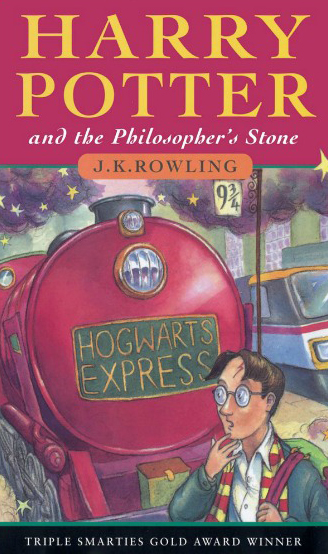 HARRY
POTTER
and the Philosopher's Stone
J.K.ROWLING
9¾
HOGWARTS
EXPRESS
TRIPLE SMARTIES GOLD AWARD WINNER